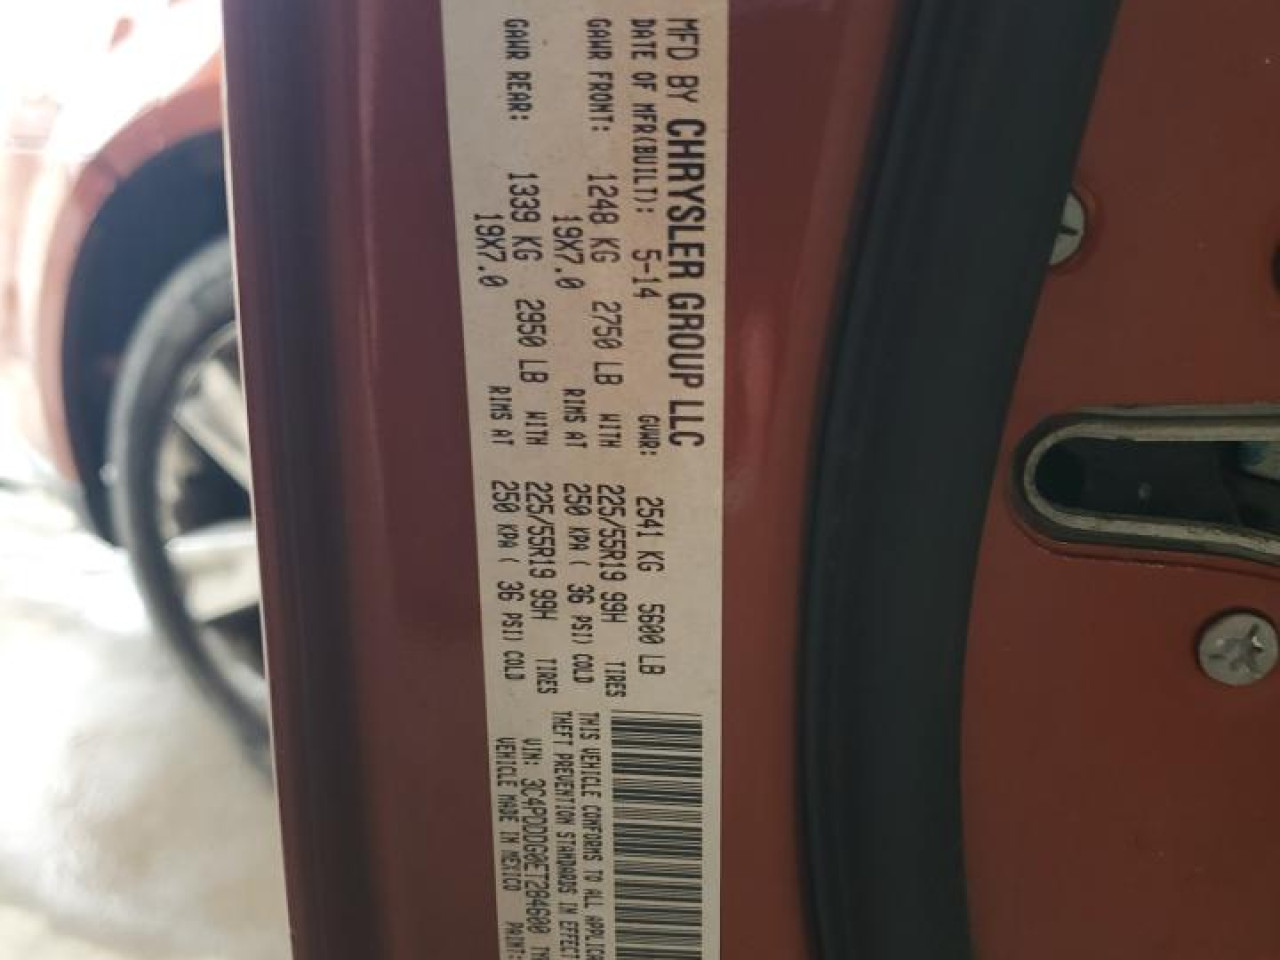 MFD BY CHRYSLER GROUP LLC
DATE OF MFR(BUILT): 5-14 GVWR: 2541 KG 5600 LB
GAWR FRONT: 1248 KG 2750 LB WITH 225/55R19 99H TIRES
19X7.0 RIMS AT 250 KPA ( 36 PSI) COLD
GAWR REAR: 1339 KG 2950 LB WITH 225/55R19 99H TIRES
19X7.0 RIMS AT 250 KPA ( 36 PSI) COLD
THIS VEHICLE CONFORMS TO ALL APPLICA
THEFT PREVENTION STANDARDS IN EFFECT
VIN: 3C4PDDDG0ET284600
VEHICLE MADE IN MEXICO PAINT: